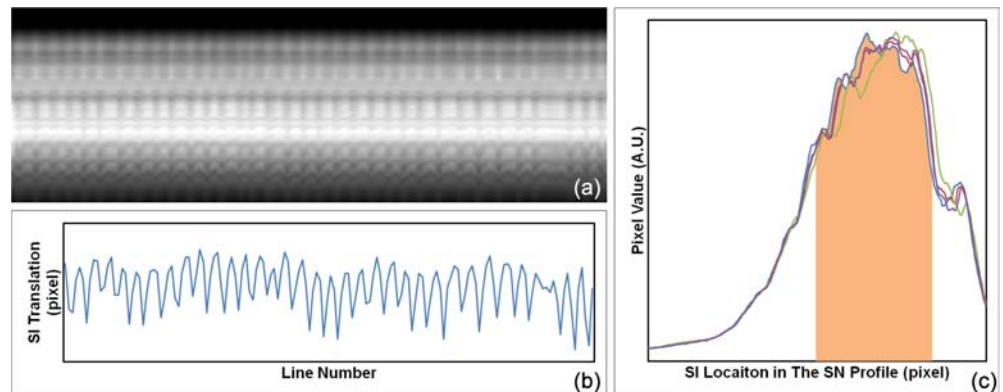 (a)
SI Translation
(pixel)
Line Number
(b)
Pixel Value (A.U.)
SI Locaiton in The SN Profile (pixel)
(c)